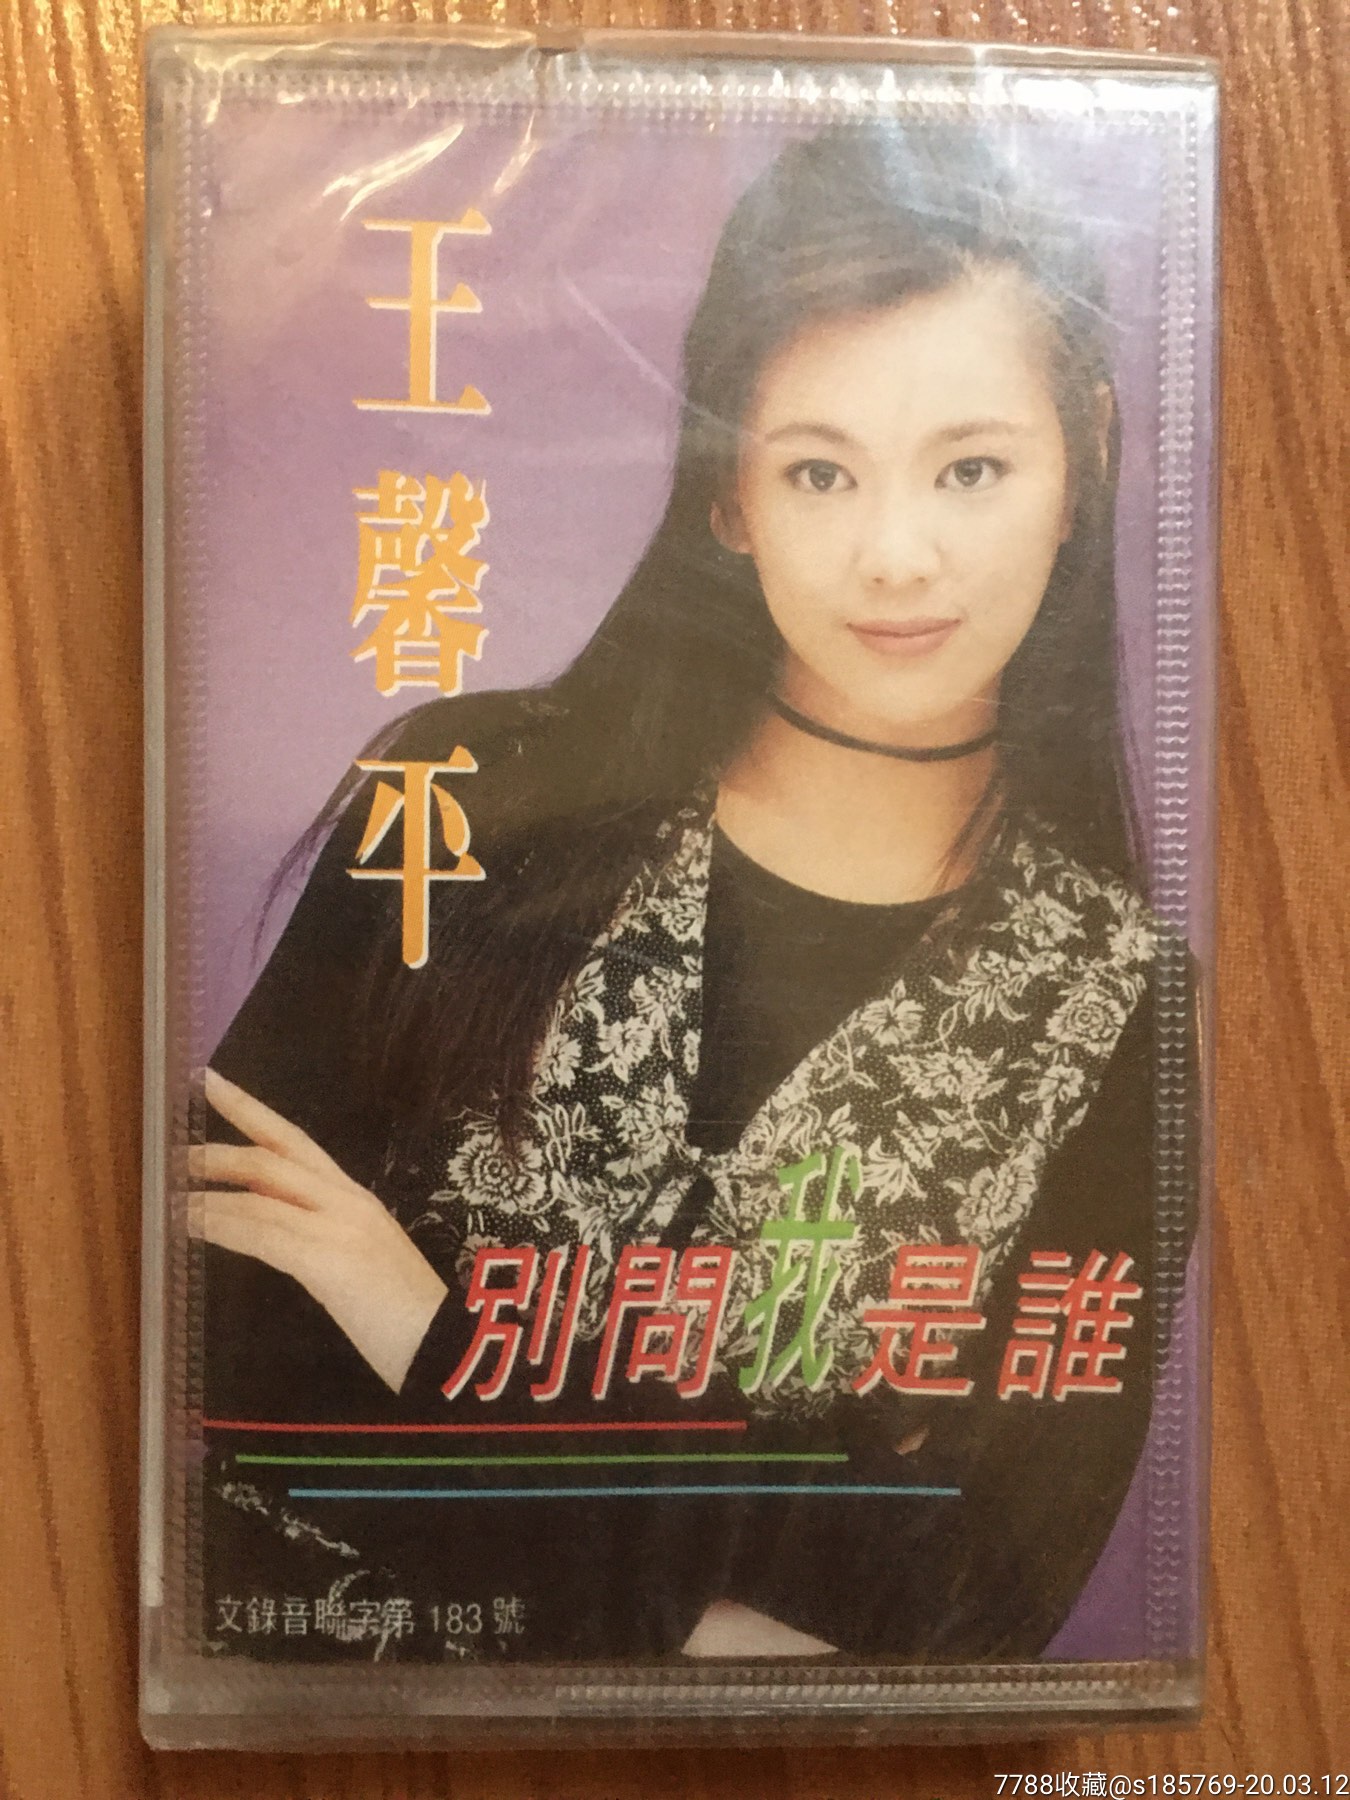 王馨平
別問我是誰
文錄音聯字第 183 號
7788收藏@s185769-20.03.12